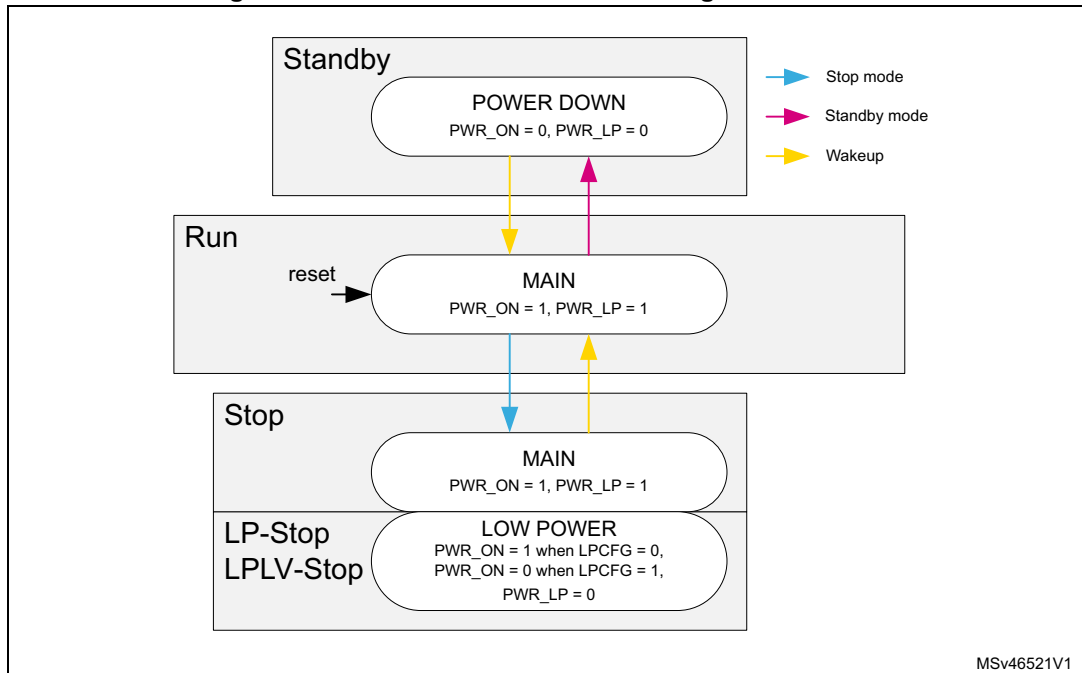 Standby
POWER DOWN
PWR_ON = 0, PWR_LP = 0
Stop mode
Standby mode
Wakeup
Run
reset
MAIN
PWR_ON = 1, PWR_LP = 1
Stop
MAIN
PWR_ON = 1, PWR_LP = 1
LP-Stop
LPLV-Stop
LOW POWER
PWR_ON = 1 when LPCFG = 0,
PWR_ON = 0 when LPCFG = 1,
PWR_LP = 0
MSv46521V1